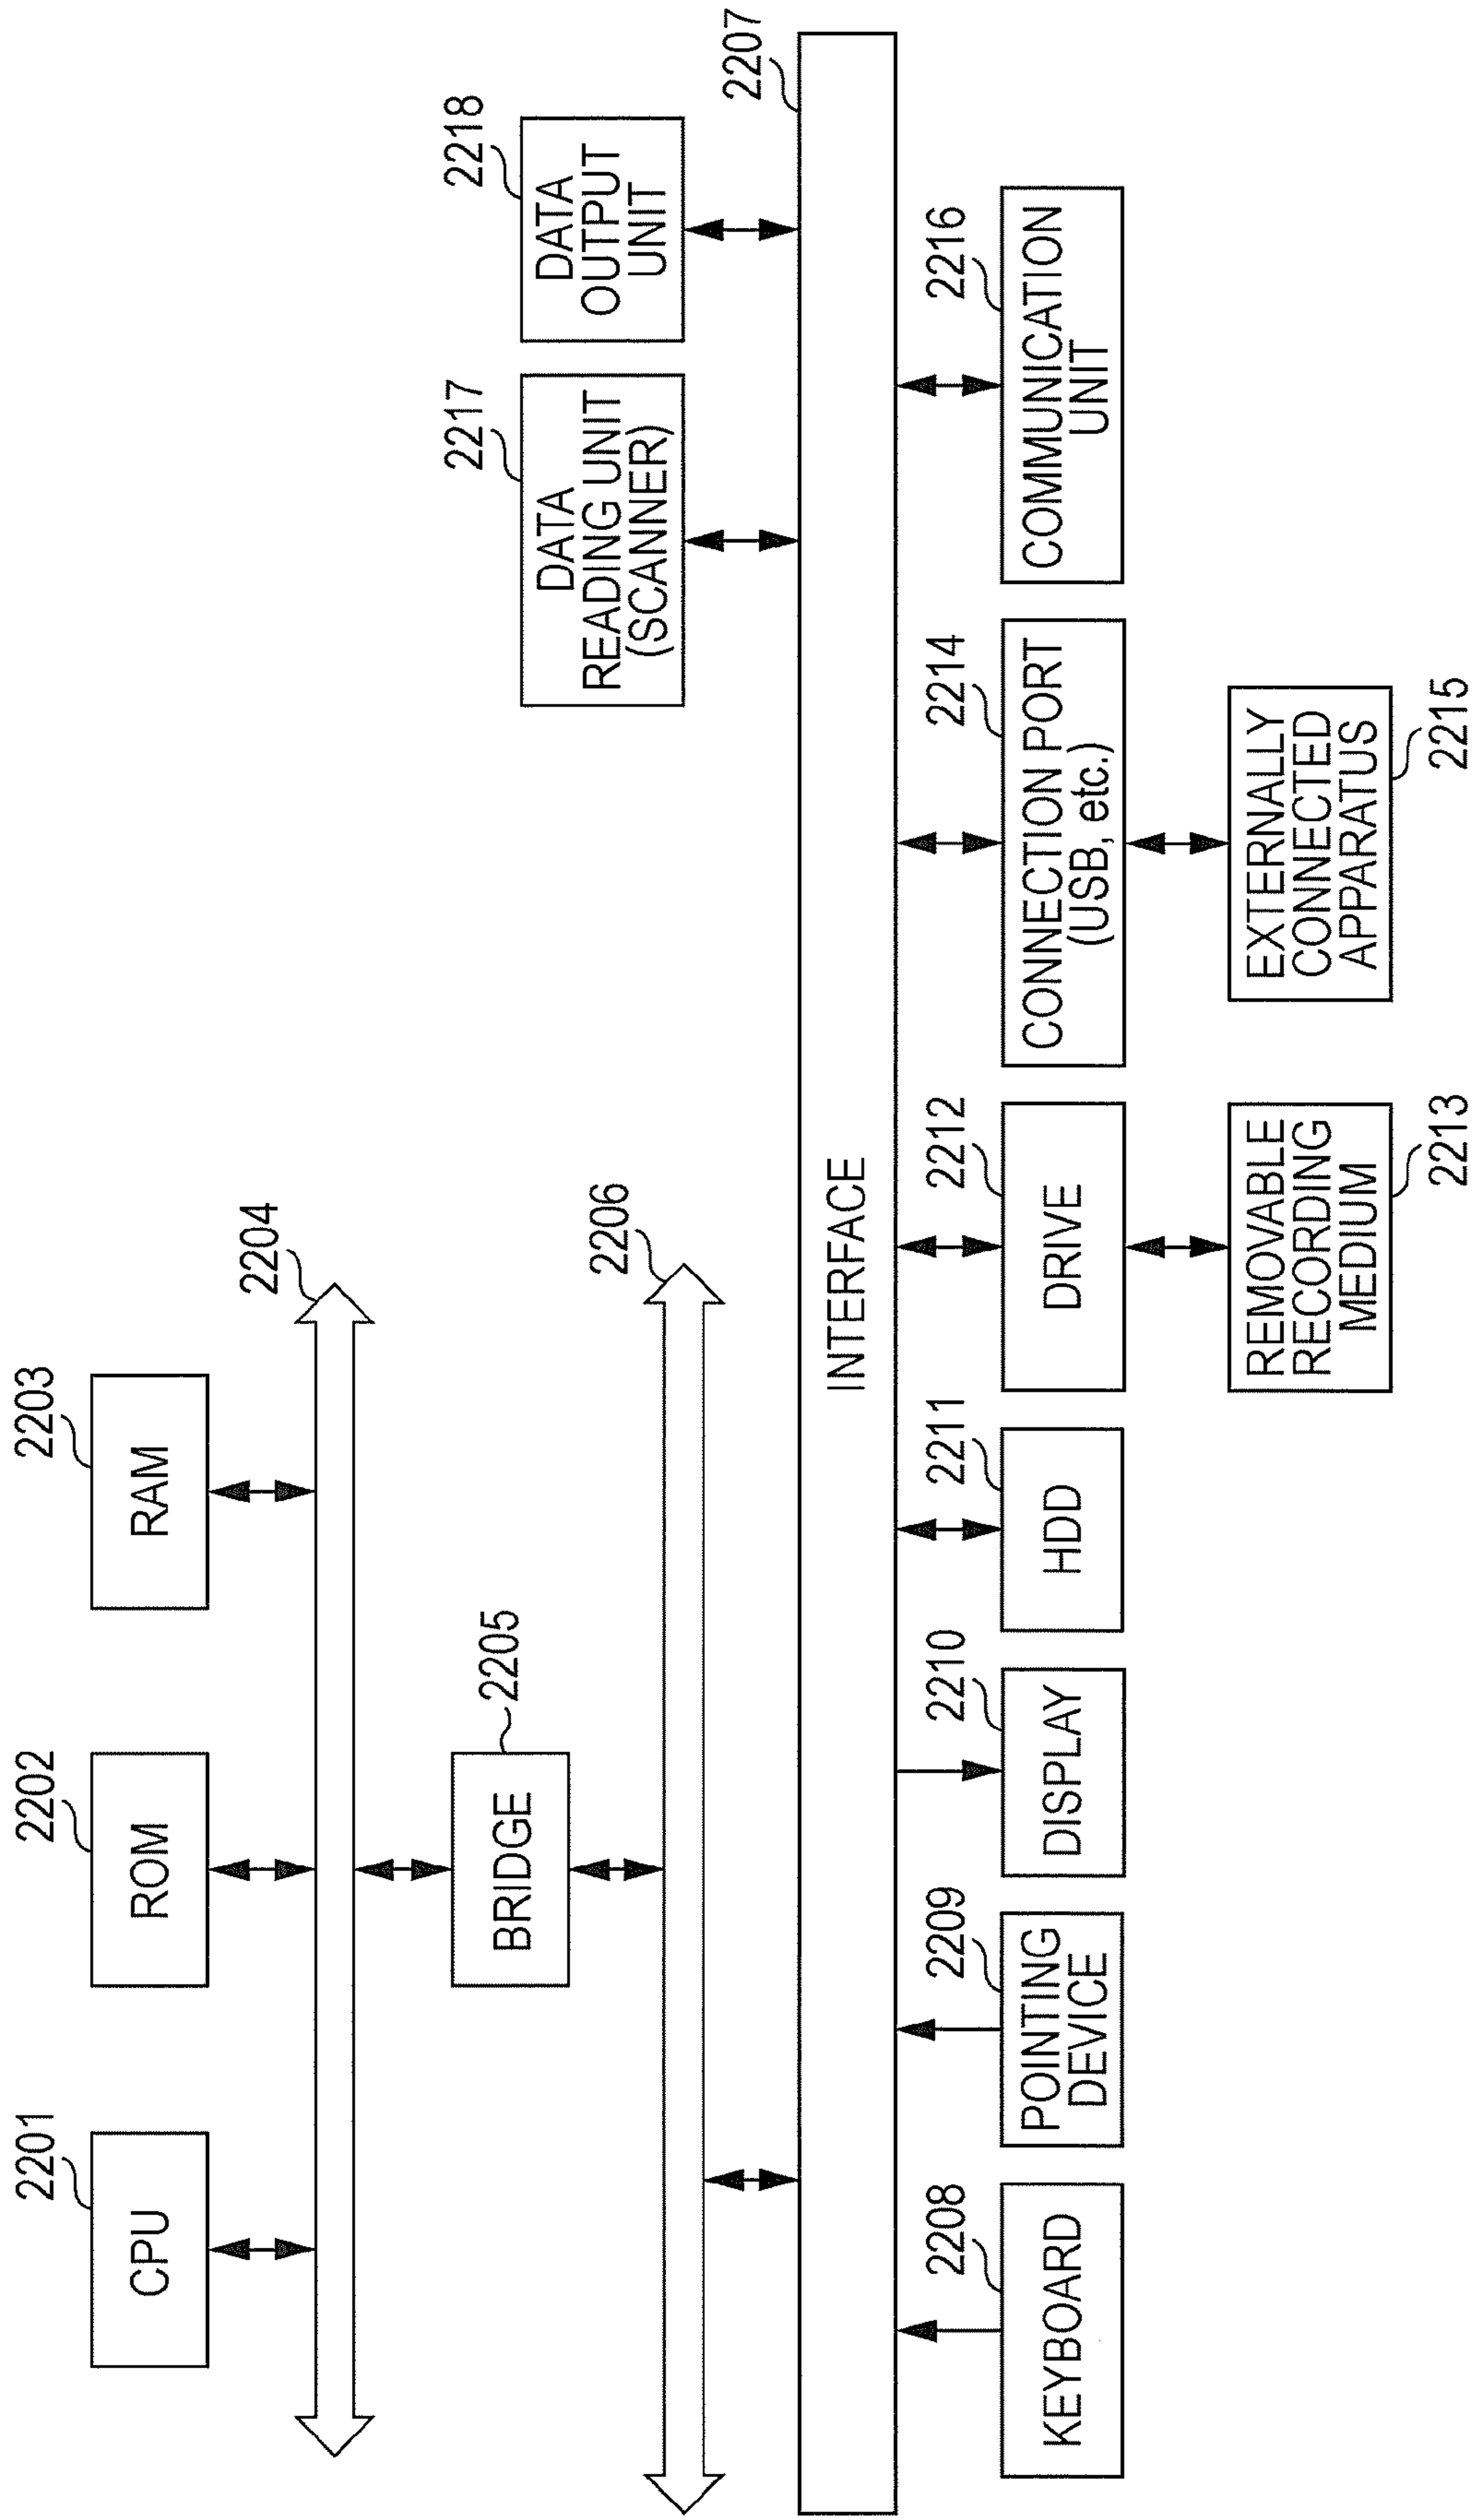 2201
CPU
2202
ROM
2203
RAM
2204
2205
BRIDGE
2206
2217
DATA
READING UNIT
(SCANNER)
2218
DATA
OUTPUT
UNIT
2207
INTERFACE
2208
KEYBOARD
2209
POINTING
DEVICE
2210
DISPLAY
2211
HDD
2212
DRIVE
2214
CONNECTION PORT
(USB, etc.)
2216
COMMUNICATION
UNIT
REMOVABLE
RECORDING
MEDIUM
2213
EXTERNALLY
CONNECTED
APPARATUS
2215